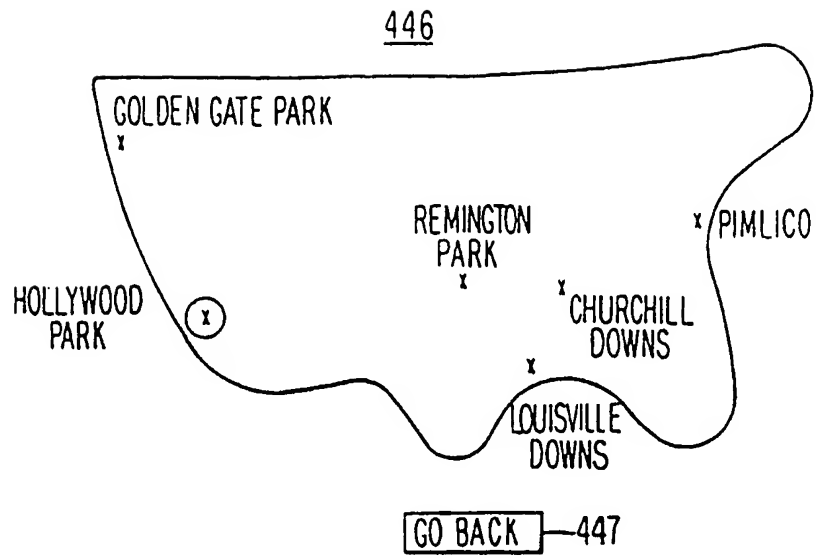 446
GOLDEN GATE PARK
REMINGTON
PARK
PIMLICO
HOLLYWOOD
PARK
CHURCHILL
DOWNS
LOUISVILLE
DOWNS
GO BACK 447